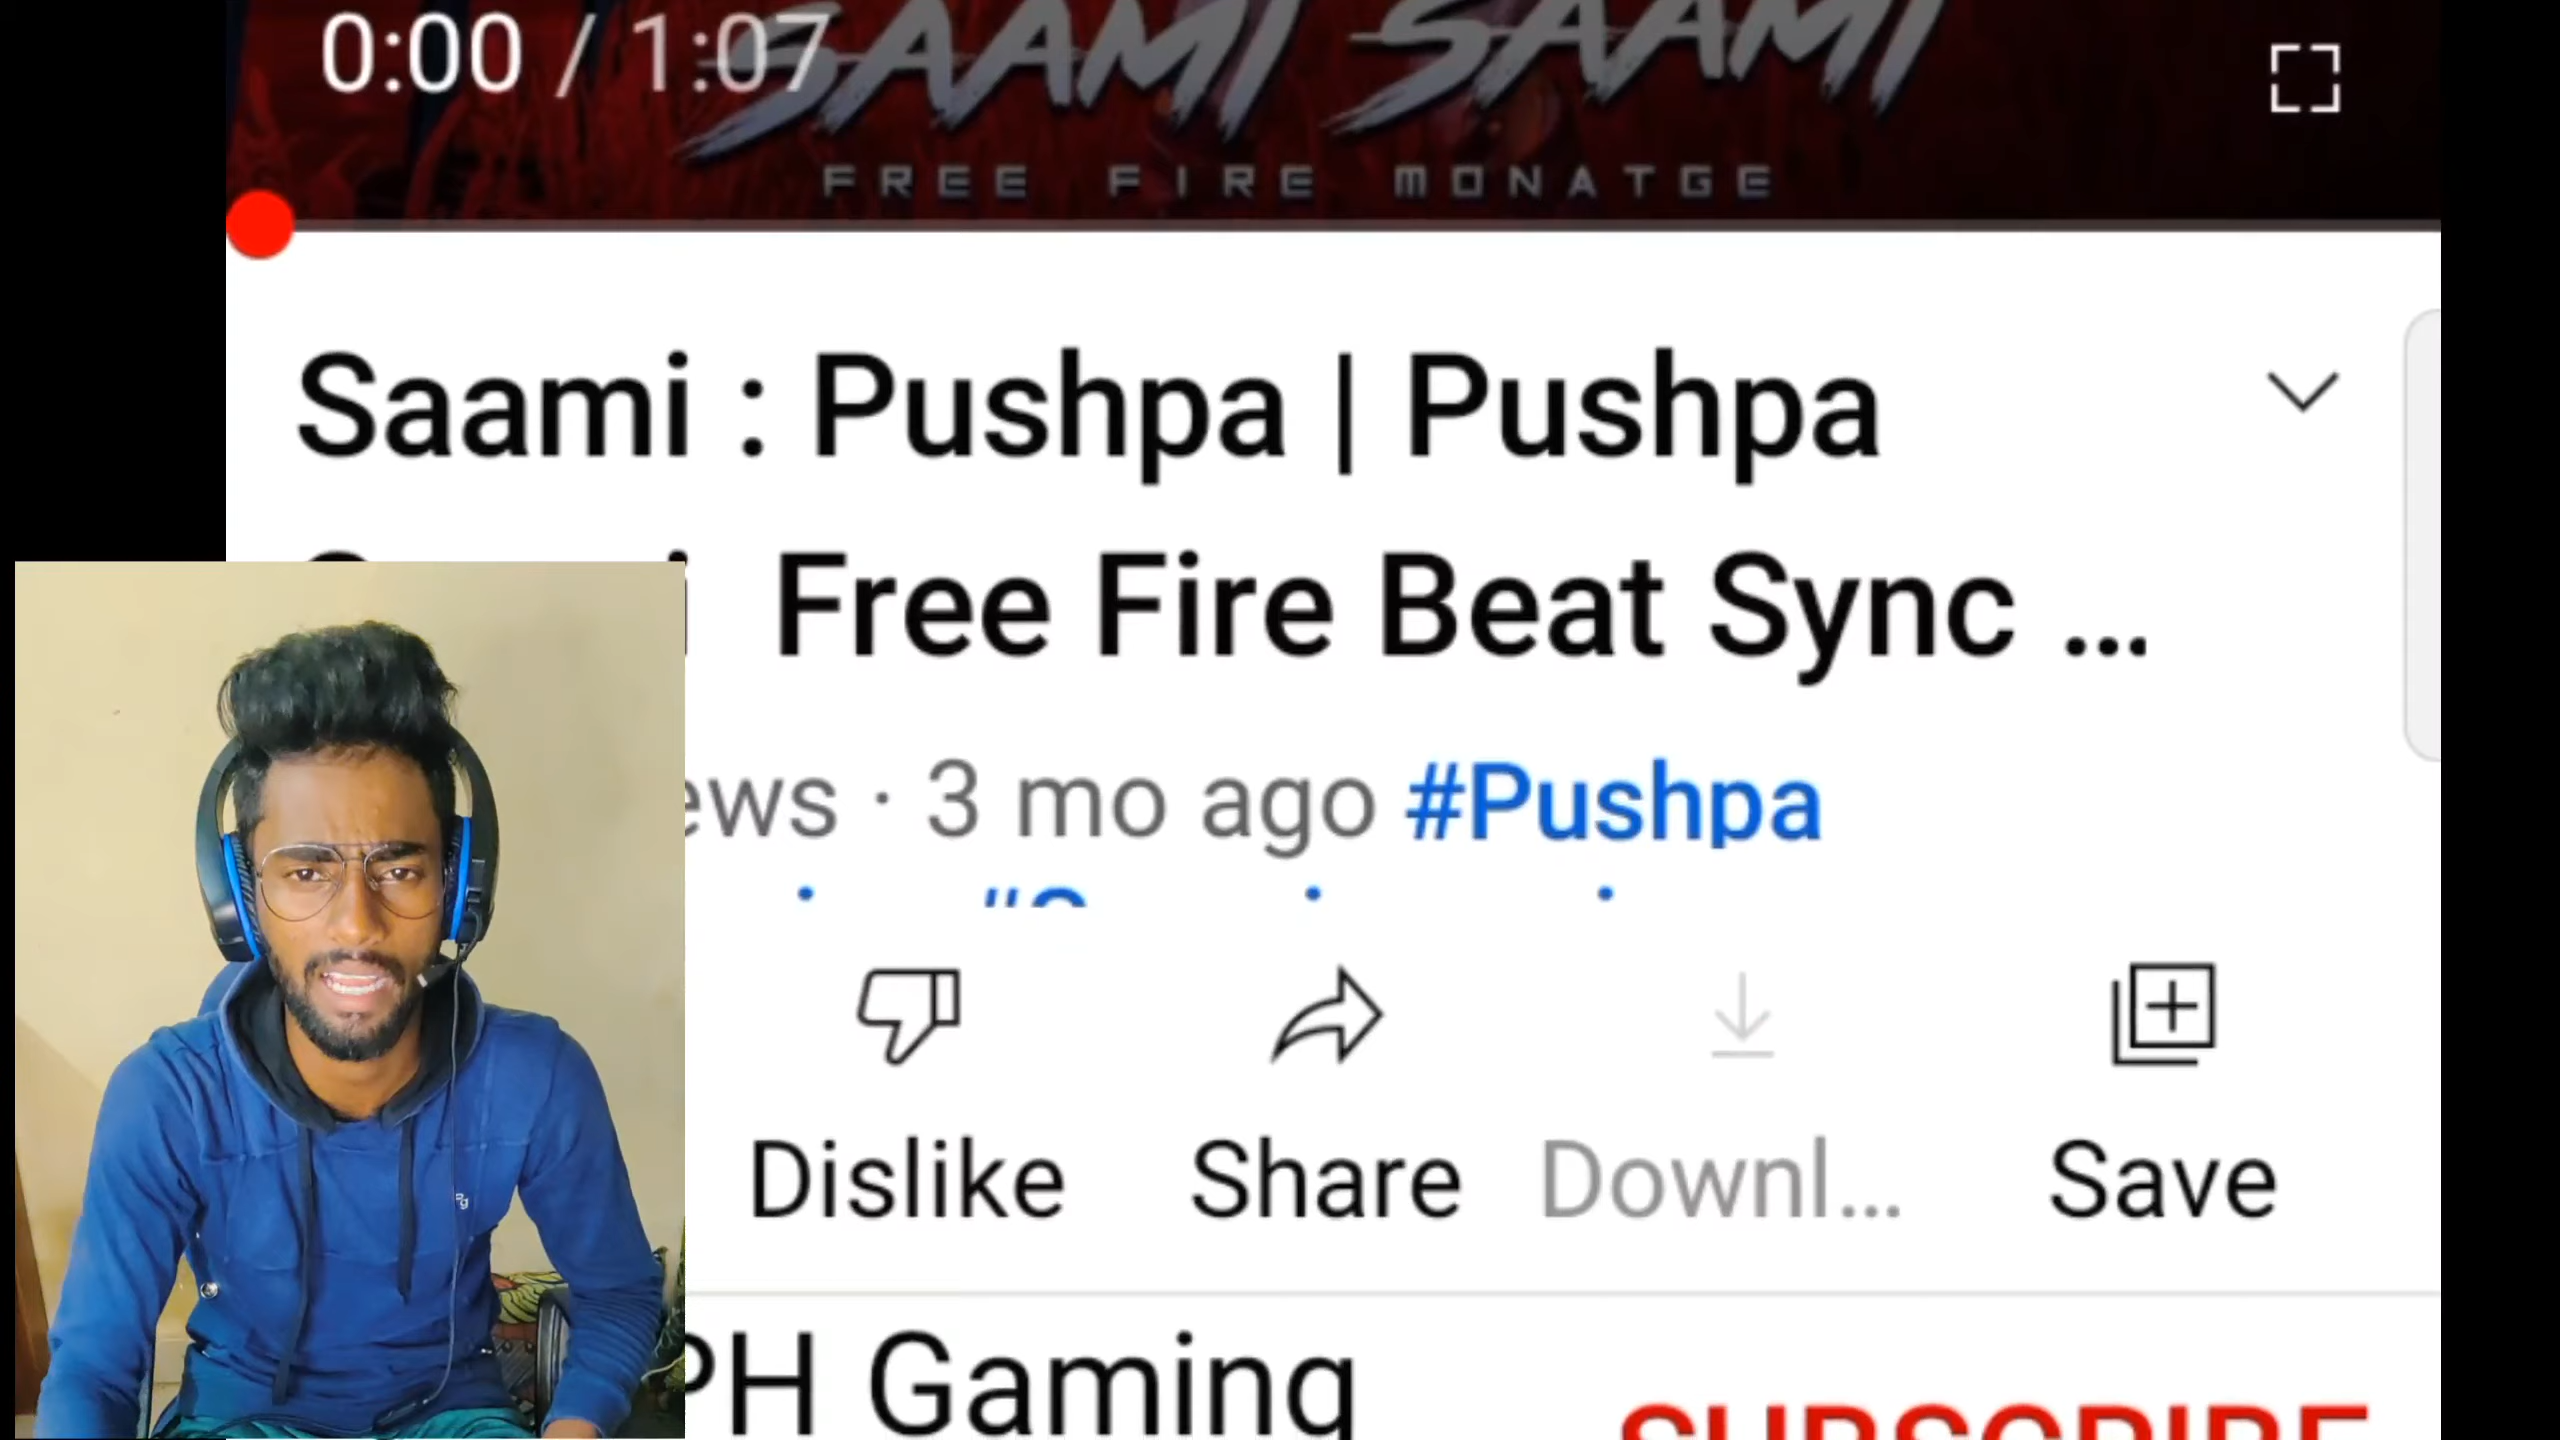 0:00 / 1:07
SAAMI SAAMI
FREE FIRE MONATGE
Saami : Pushpa | Pushpa
Free Fire Beat Sync ...
3 mo ago #Pushpa
Dislike Share Downl... Save
PH Gaming
SUBSCRIBE